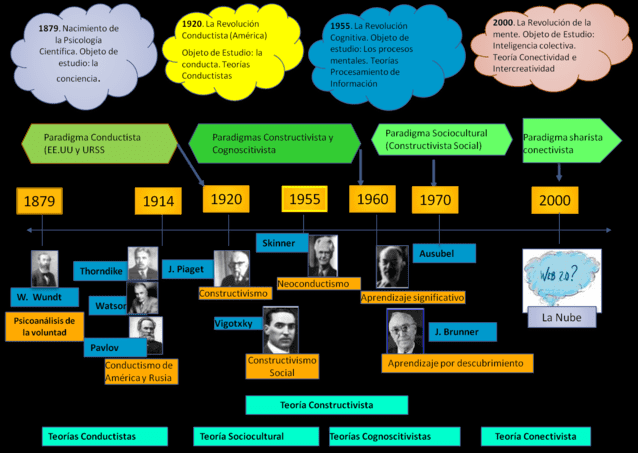 1879. Nacimiento de
la Psicología
Científica. Objeto de
estudio: la
conciencia.
1920. La Revolución
Conductista (América)
Objeto de Estudio: la
conducta. Teorías
Conductistas
1955. La Revolución
Cognitiva. Objeto de
estudio: Los procesos
mentales. Teorías
Procesamiento de
Información
2000. La Revolución de la
mente. Objeto de Estudio:
Inteligencia colectiva.
Teoría Conectividad e
Intercreatividad
Paradigma Conductista
(EE.UU y URSS
Paradigmas Constructivista y
Cognoscitivista
Paradigma Sociocultural
(Constructivista Social)
Paradigma sharista
conectivista
1879
1914
1920
1955
1960
1970
2000
W. Wundt
Psicoanálisis de
la voluntad
Thorndike
Watson
Pavlov
Conductismo de
América y Rusia
J. Piaget
Constructivismo
Vigotxky
Constructivismo
Social
Skinner
Neoconductismo
Ausubel
Aprendizaje significativo
J. Brunner
Aprendizaje por descubrimiento
WEB 2.0?
La Nube
Teoría Constructivista
Teorías Conductistas
Teoría Sociocultural
Teorías Cognoscitivistas
Teoría Conectivista